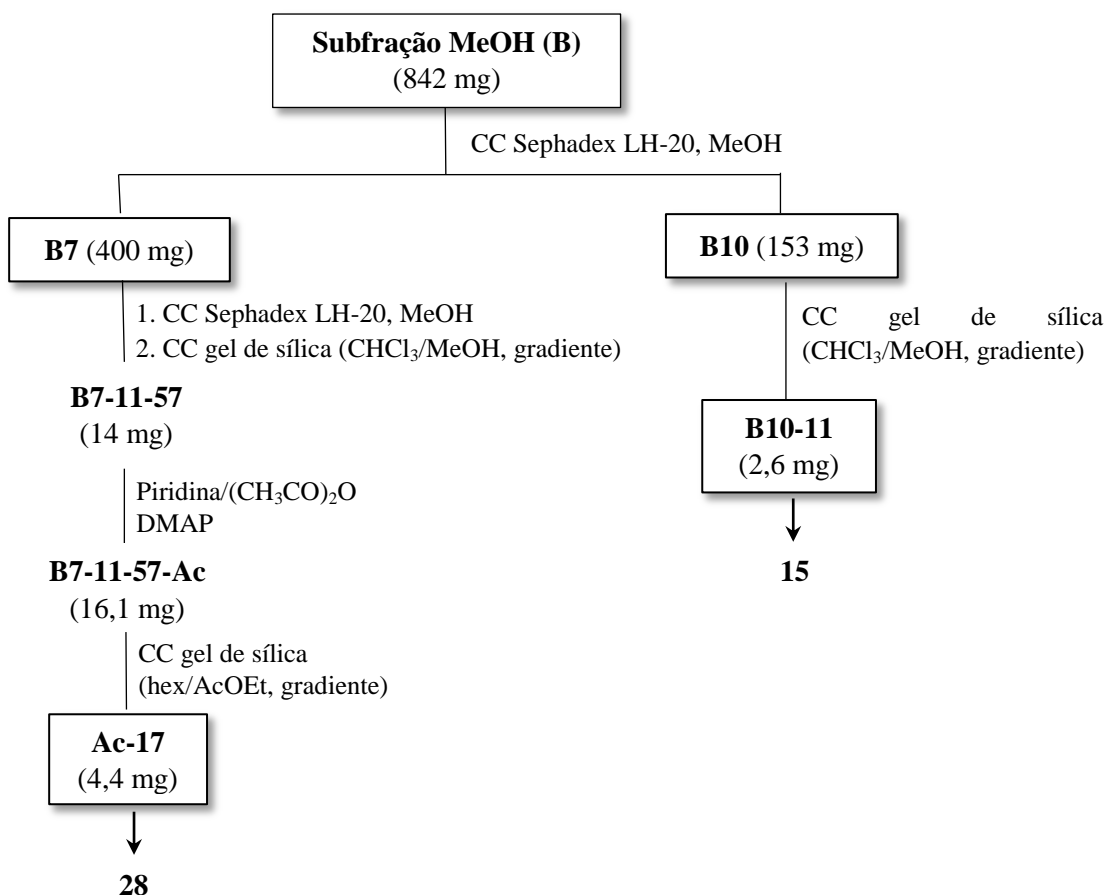 Subfração MeOH (B)
(842 mg)
CC Sephadex LH-20, MeOH
B7 (400 mg)
1. CC Sephadex LH-20, MeOH
2. CC gel de sílica (CHCl₃/MeOH, gradiente)
B7-11-57
(14 mg)
Piridina/(CH₃CO)₂O
DMAP
B7-11-57-Ac
(16,1 mg)
CC gel de sílica
(hex/AcOEt, gradiente)
Ac-17
(4,4 mg)
28
B10 (153 mg)
CC gel de sílica
(CHCl₃/MeOH, gradiente)
B10-11
(2,6 mg)
15